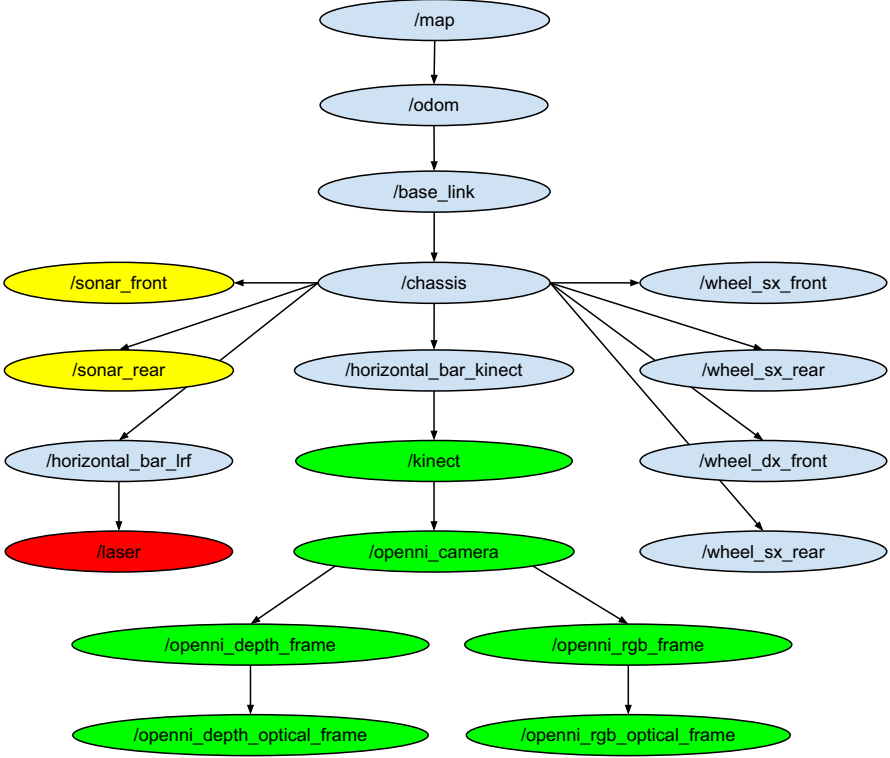 /map
/odom
/base_link
/sonar_front
/chassis
/wheel_sx_front
/sonar_rear
/horizontal_bar_kinect
/wheel_sx_rear
/horizontal_bar_lrf
/kinect
/wheel_dx_front
/laser
/openni_camera
/wheel_sx_rear
/openni_depth_frame
/openni_rgb_frame
/openni_depth_optical_frame
/openni_rgb_optical_frame